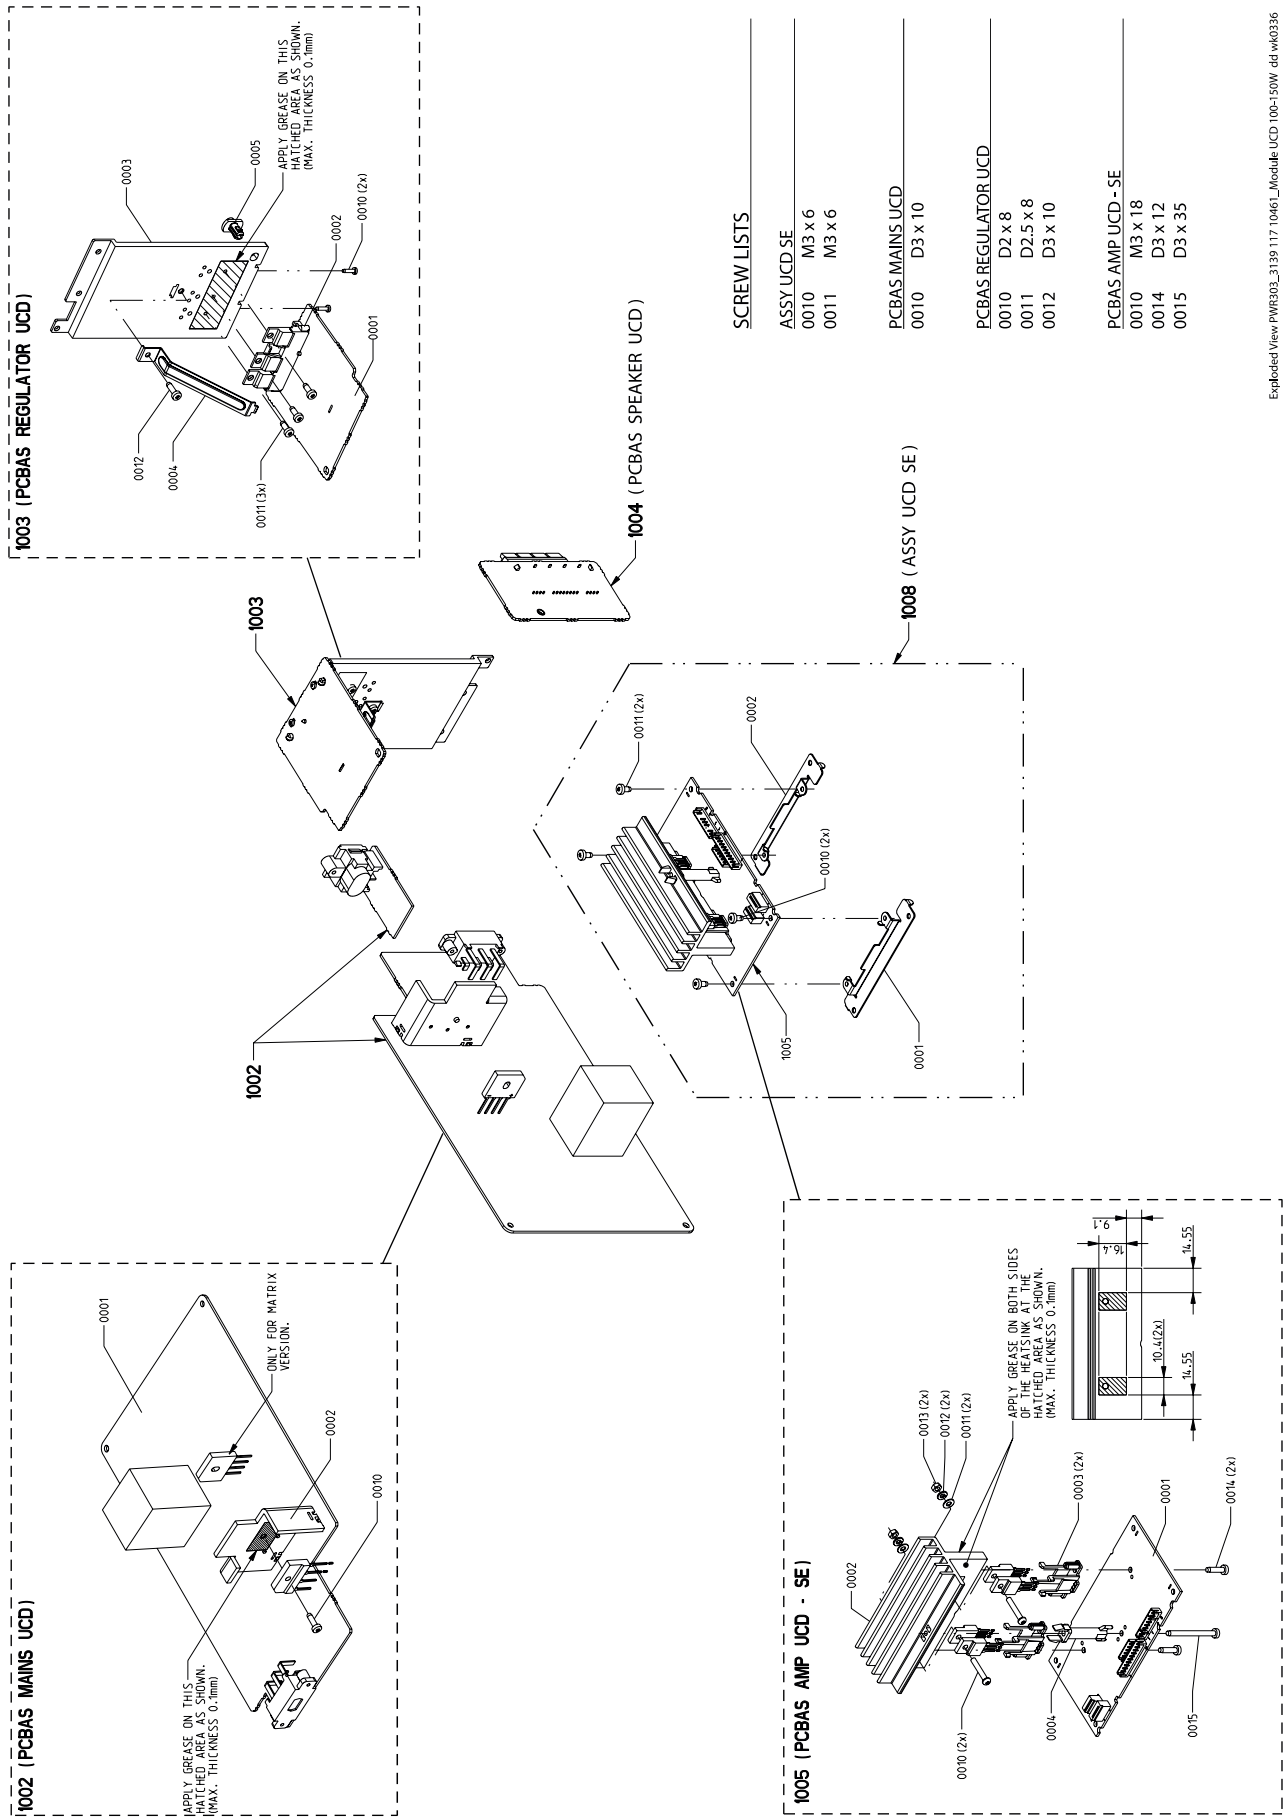 1002 (PCBAS MAINS UCD)
0001
ONLY FOR MATRIX
VERSION.
0002
0010
APPLY GREASE ON THIS
HATCHED AREA AS SHOWN.
(MAX. THICKNESS 0.1mm)
1003 (PCBAS REGULATOR UCD)
0003
APPLY GREASE ON THIS
HATCHED AREA AS SHOWN.
(MAX. THICKNESS 0.1mm)
0005
0010 (2x)
0002
0001
0012
0004
0011 (3x)
1002
1003
1004 (PCBAS SPEAKER UCD)
1008 (ASSY UCD SE)
0011 (2x)
0002
0010 (2x)
1005
0001
1005 (PCBAS AMP UCD - SE)
0002
0013 (2x)
0012 (2x)
0011 (2x)
APPLY GREASE ON BOTH SIDES
OF THE HEATSINK AT THE
HATCHED AREA AS SHOWN.
(MAX. THICKNESS 0.1mm)
9.1
16.4
14.55
10.4(2x)
14.55
0003 (2x)
0001
0014 (2x)
0010 (2x)
0004
0015
SCREW LISTS
ASSY UCD SE
0010 M3 x 6
0011 M3 x 6
PCBAS MAINS UCD
0010 D3 x 10
PCBAS REGULATOR UCD
0010 D2 x 8
0011 D2.5 x 8
0012 D3 x 10
PCBAS AMP UCD - SE
0010 M3 x 18
0014 D3 x 12
0015 D3 x 35
Exploded View PWR303_3139 117 10461_Module UCD 100-150W dd wk0336